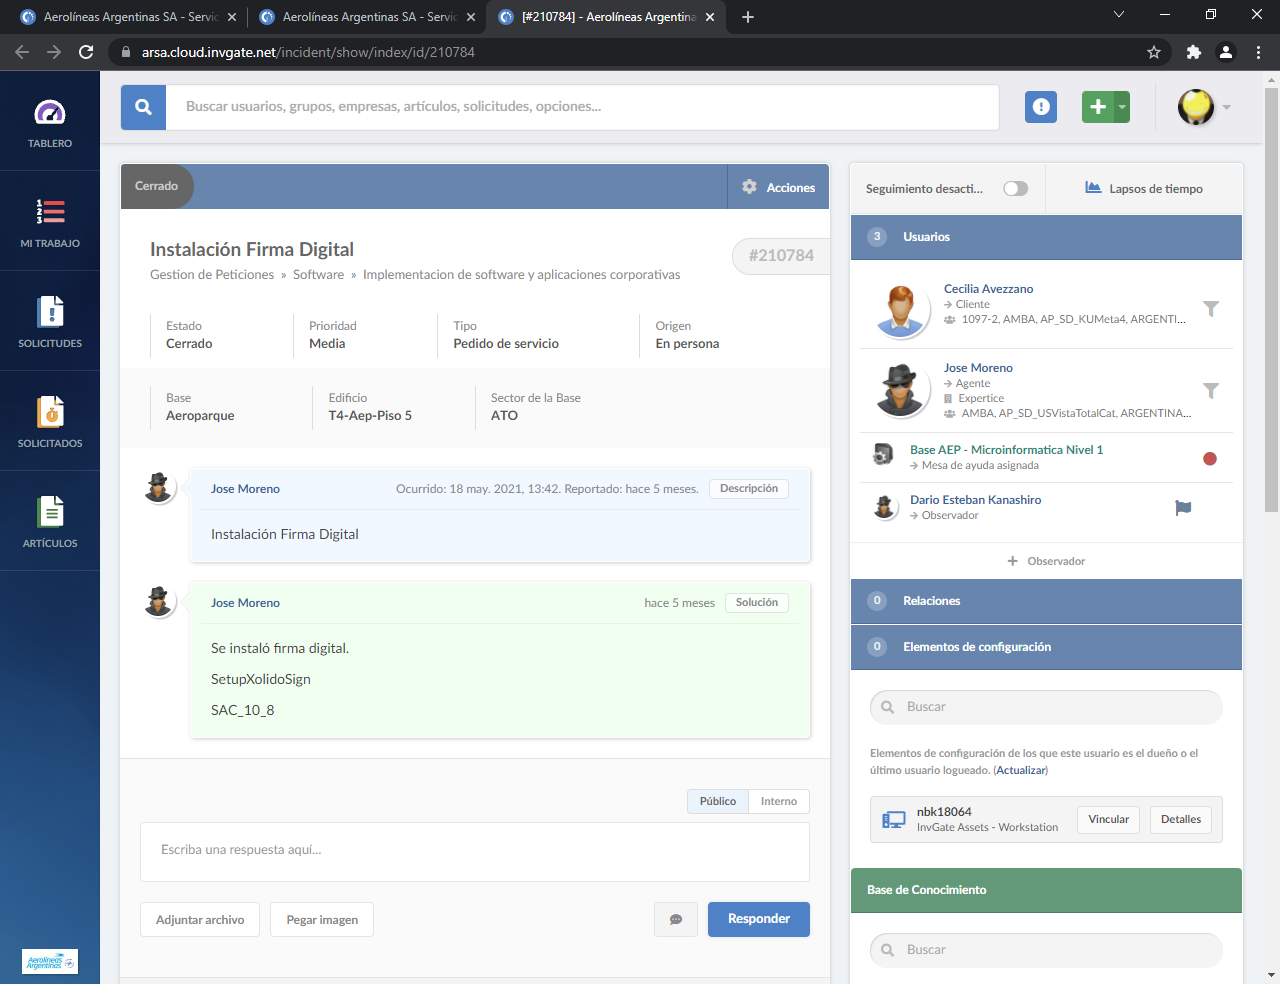 Aerolíneas Argentinas SA - Servic
Aerolíneas Argentinas SA - Servic
[#210784] - Aerolíneas Argentina
arsa.cloud.invgate.net/incident/show/index/id/210784
TABLERO
MI TRABAJO
SOLICITUDES
SOLICITADOS
ARTÍCULOS
Aerolíneas
Argentinas
Buscar usuarios, grupos, empresas, artículos, solicitudes, opciones...
Cerrado
Acciones
Instalación Firma Digital
#210784
Gestion de Peticiones » Software » Implementacion de software y aplicaciones corporativas
Estado
Cerrado
Prioridad
Media
Tipo
Pedido de servicio
Origen
En persona
Base
Aeroparque
Edificio
T4-Aep-Piso 5
Sector de la Base
ATO
Jose Moreno
Ocurrido: 18 may. 2021, 13:42. Reportado: hace 5 meses.
Descripción
Instalación Firma Digital
Jose Moreno
hace 5 meses
Solución
Se instaló firma digital.
SetupXolidoSign
SAC_10_8
Público
Interno
Escriba una respuesta aquí...
Adjuntar archivo
Pegar imagen
Responder
Seguimiento desacti...
Lapsos de tiempo
3 Usuarios
Cecilia Avezzano
Cliente
1097-2, AMBA, AP_SD_KUMeta4, ARGENTI...
Jose Moreno
Agente
Expertice
AMBA, AP_SD_USVistaTotalCat, ARGENTINA...
Base AEP - Microinformatica Nivel 1
Mesa de ayuda asignada
Dario Esteban Kanashiro
Observador
+ Observador
0 Relaciones
0 Elementos de configuración
Buscar
Elementos de configuración de los que este usuario es el dueño o el
último usuario logueado. (Actualizar)
nbk18064
InvGate Assets - Workstation
Vincular
Detalles
Base de Conocimiento
Buscar